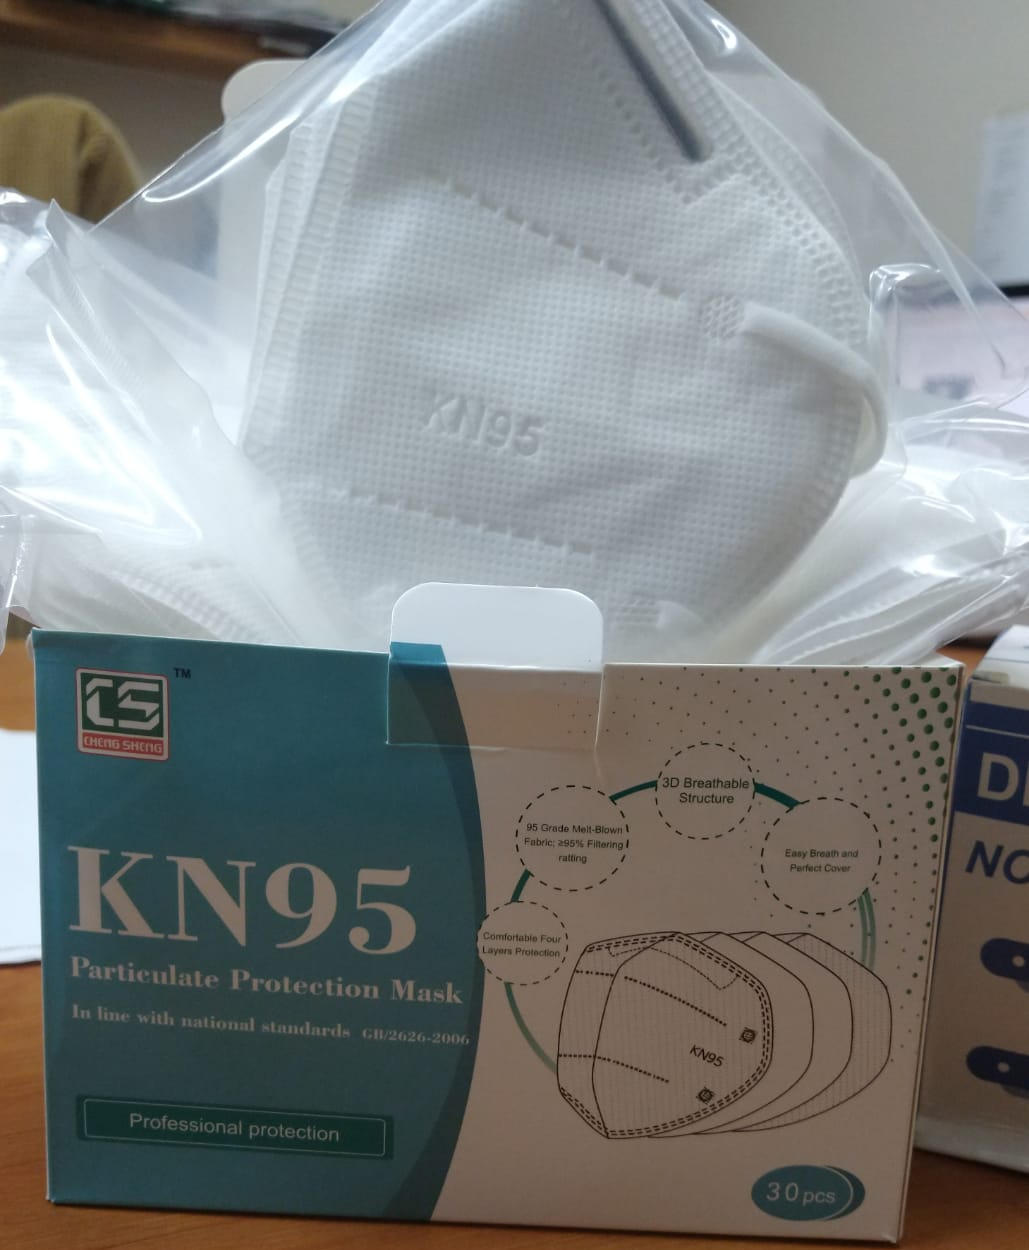 KN95
CS
TM
CHENG SHENG
KN95
Particulate Protection Mask
In line with national standards GB/2626-2006
Professional protection
3D Breathable
Structure
95 Grade Melt-Blown
Fabric; ≥95% Filtering
ratting
Easy Breath and
Perfect Cover
Comfortable Four
Layers Protection
KN95
30pcs
NO